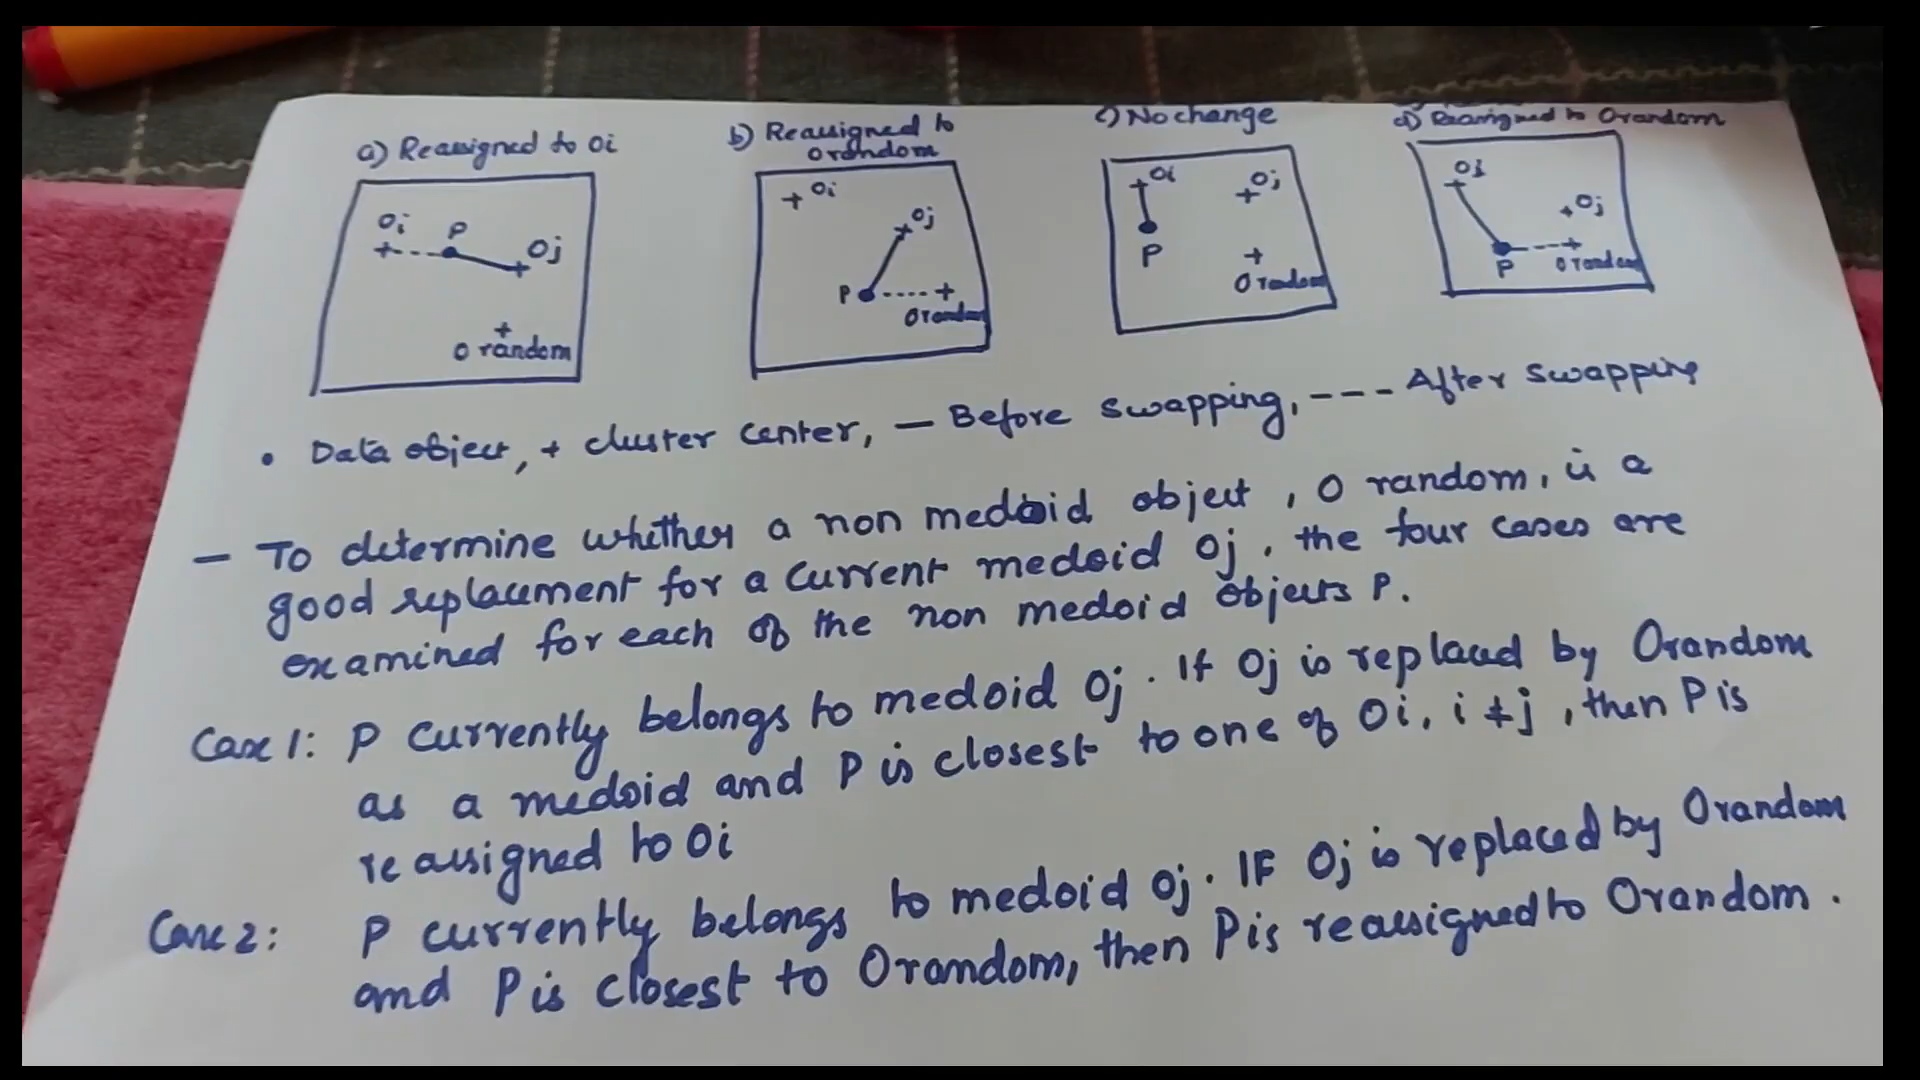 a) Reassigned to Oi
b) Reassigned to
Orandom
c) No change
d) Reassigned to Orandom
Oi
P
Oj
O random
Oi
Oj
P
Orandom
Oi
Oj
P
O random
Oi
Oj
P
O random
• Data object, + cluster center, — Before swapping, --- After swapping
— To determine whether a non medoid object, O random, is a
good replacement for a current medoid Oj, the four cases are
examined for each of the non medoid objects P.
Case 1: P currently belongs to medoid Oj. If Oj is replaced by Orandom
as a medoid and P is closest to one of Oi, i ≠ j, then P is
reassigned to Oi
Case 2: P currently belongs to medoid Oj. IF Oj is replaced by Orandom
and P is closest to Orandom, then P is reassigned to Orandom.